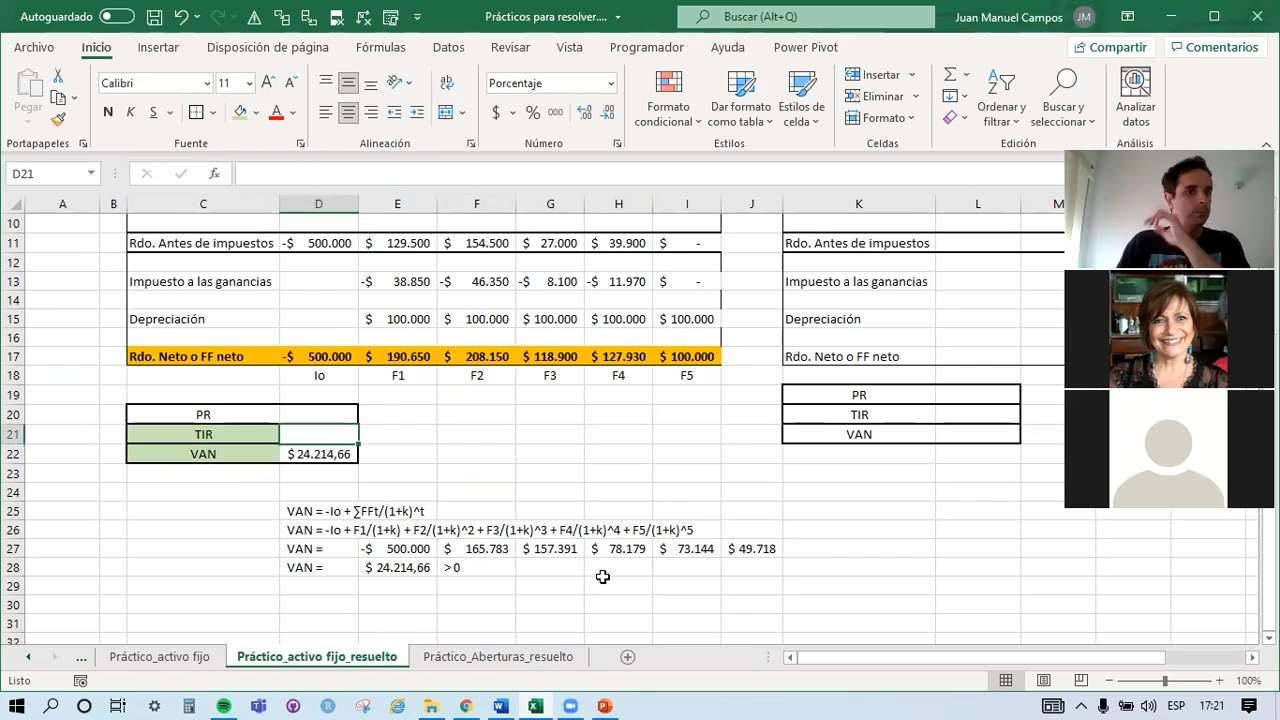 Autoguardado
Prácticos para resolver....
Buscar (Alt+Q)
Juan Manuel Campos
JM
Archivo Inicio Insertar Disposición de página Fórmulas Datos Revisar Vista Programador Ayuda Power Pivot
Compartir
Comentarios
Pegar
Calibri
11
Porcentaje
Formato condicional
Dar formato como tabla
Estilos de celda
Insertar
Eliminar
Formato
Ordenar y filtrar
Buscar y seleccionar
Analizar datos
Portapapeles Fuente Alineación Número Estilos Celdas Edición Análisis
D21
A B C D E F G H I J K L M
10
11 Rdo. Antes de impuestos -$ 500.000 $ 129.500 $ 154.500 $ 27.000 $ 39.900 $ - Rdo. Antes de impuestos
12
13 Impuesto a las ganancias -$ 38.850 -$ 46.350 -$ 8.100 -$ 11.970 $ - Impuesto a las ganancias
14
15 Depreciación $ 100.000 $ 100.000 $ 100.000 $ 100.000 $ 100.000 Depreciación
16
17 Rdo. Neto o FF neto -$ 500.000 $ 190.650 $ 208.150 $ 118.900 $ 127.930 $ 100.000 Rdo. Neto o FF neto
18 Io F1 F2 F3 F4 F5
19 PR
20 PR TIR
21 TIR VAN
22 VAN $ 24.214,66
23
24
25 VAN = -Io + ∑FFt/(1+k)^t
26 VAN = -Io + F1/(1+k) + F2/(1+k)^2 + F3/(1+k)^3 + F4/(1+k)^4 + F5/(1+k)^5
27 VAN = -$ 500.000 $ 165.783 $ 157.391 $ 78.179 $ 73.144 $ 49.718
28 VAN = $ 24.214,66 > 0
29
30
31
32
... Práctico_activo fijo Práctico_activo fijo_resuelto Práctico_Aberturas_resuelto
Listo
100%
ESP
17:21